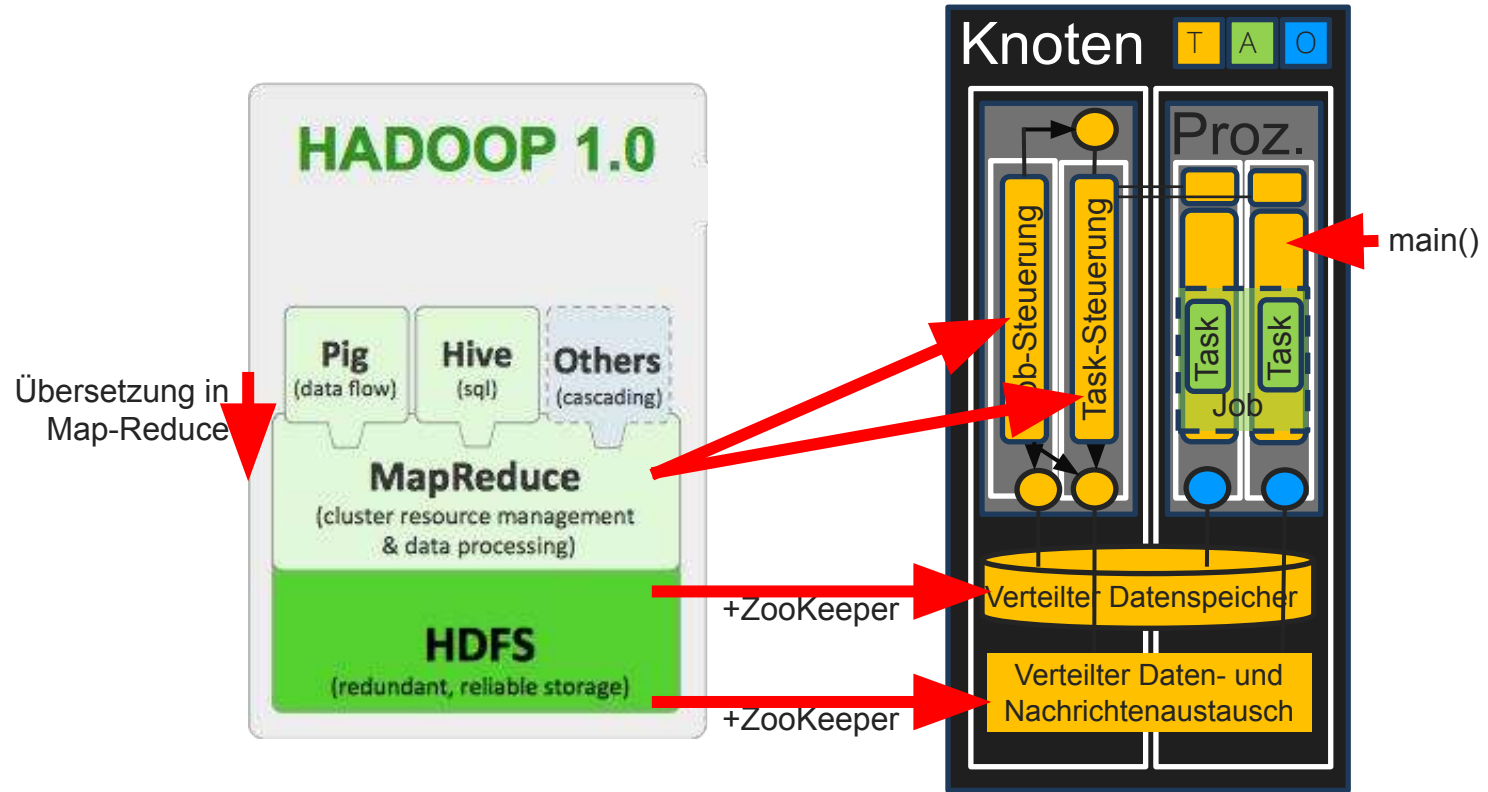 HADOOP 1.0
Pig
(data flow)
Hive
(sql)
Others
(cascading)
Übersetzung in
Map-Reduce
MapReduce
(cluster resource management
& data processing)
HDFS
(redundant, reliable storage)
+ZooKeeper
+ZooKeeper
Knoten
T
A
O
Proz.
Job-Steuerung
Task-Steuerung
main()
Task
Task
Job
Verteilter Datenspeicher
Verteilter Daten- und
Nachrichtenaustausch